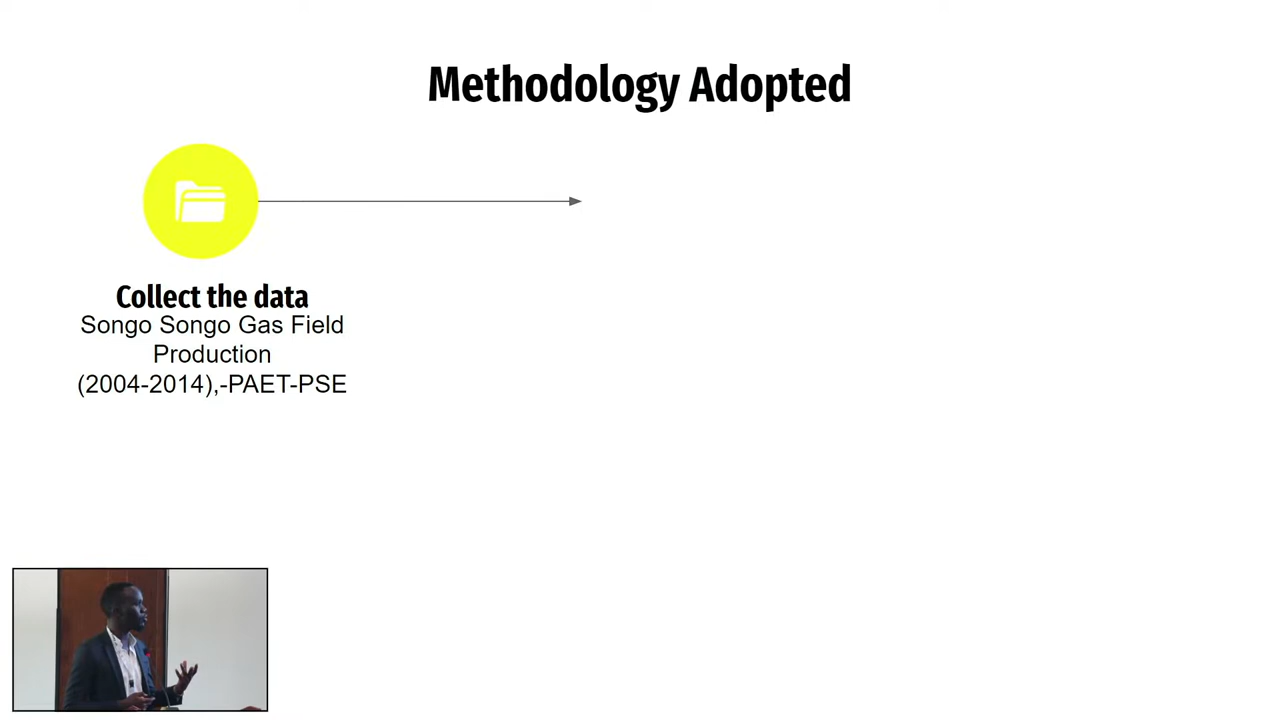 Methodology Adopted
Collect the data
Songo Songo Gas Field
Production
(2004-2014),-PAET-PSE